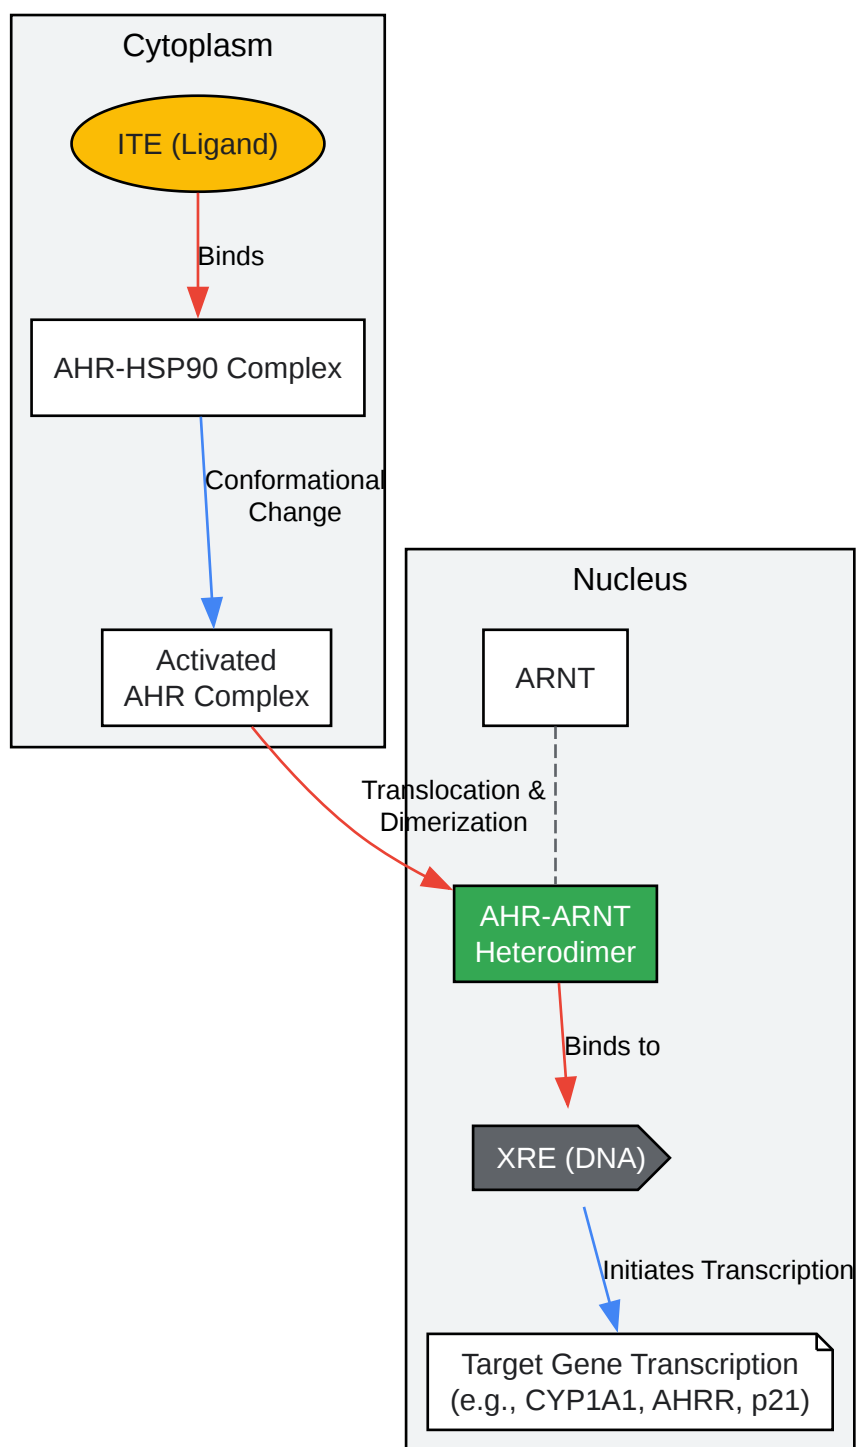 Cytoplasm
ITE (Ligand)
Binds
AHR-HSP90 Complex
Conformational
Change
Activated
AHR Complex
Nucleus
ARNT
Translocation &
Dimerization
AHR-ARNT
Heterodimer
Binds to
XRE (DNA)
Initiates Transcription
Target Gene Transcription
(e.g., CYP1A1, AHRR, p21)